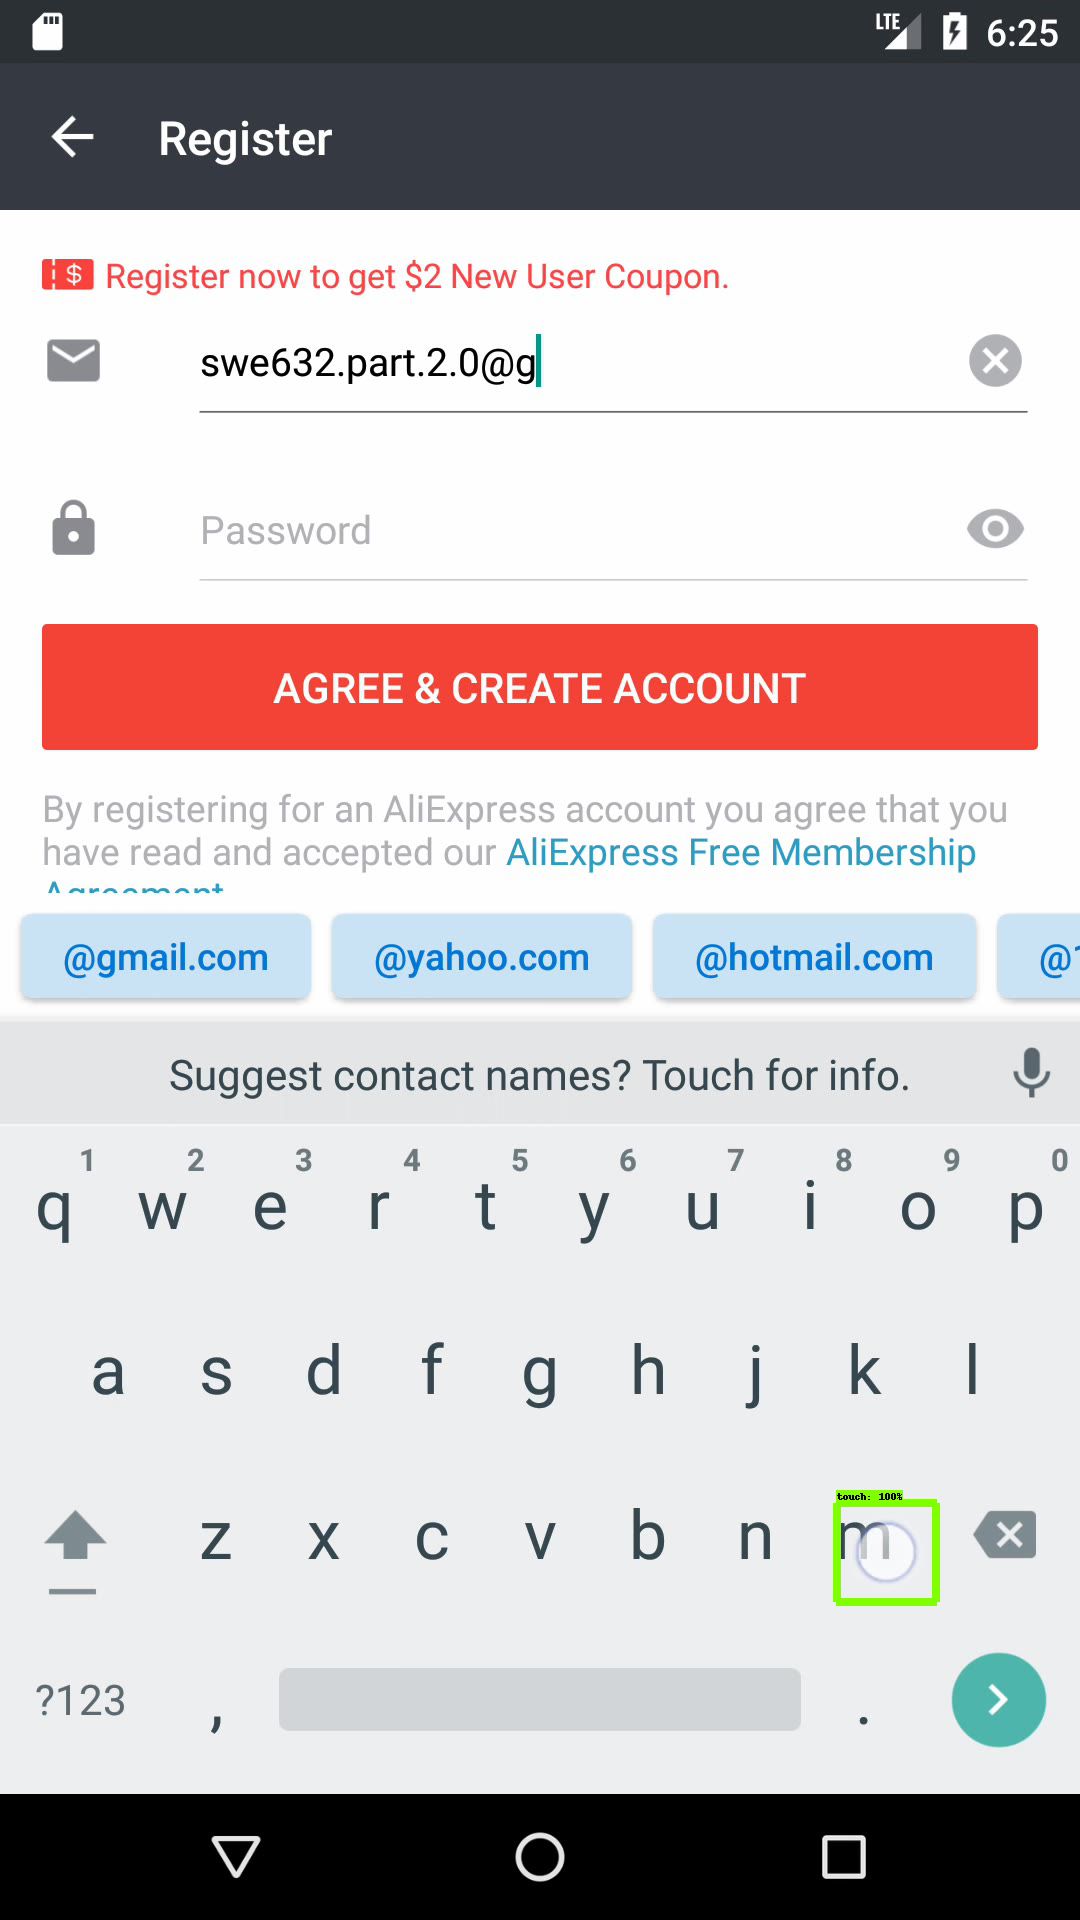 LTE 6:25
Register
$ Register now to get $2 New User Coupon.
swe632.part.2.0@g
Password
AGREE & CREATE ACCOUNT
By registering for an AliExpress account you agree that you
have read and accepted our AliExpress Free Membership
Agreement
@gmail.com @yahoo.com @hotmail.com @1
Suggest contact names? Touch for info.
1 2 3 4 5 6 7 8 9 0
q w e r t y u i o p
a s d f g h j k l
touch: 100%
z x c v b n m
?123 , .